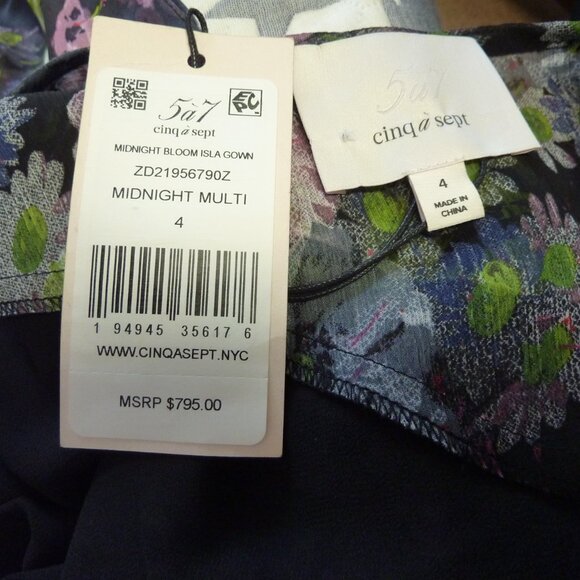 5à7
cinq à sept
EPC
MIDNIGHT BLOOM ISLA GOWN
ZD21956790Z
MIDNIGHT MULTI
4
1 94945 35617 6
WWW.CINQASEPT.NYC
MSRP $795.00
5à7
cinq à sept
4
MADE IN
CHINA